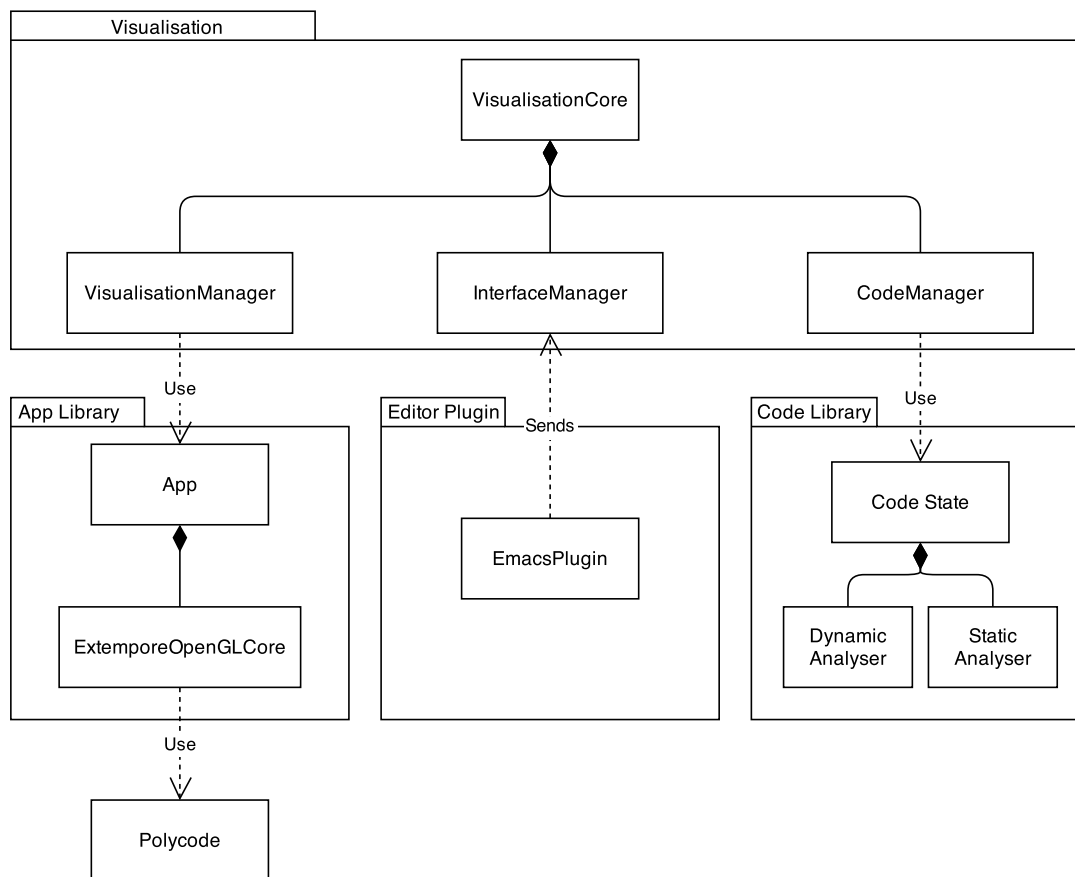 Visualisation
VisualisationCore
VisualisationManager
InterfaceManager
CodeManager
Use
Use
App Library
Editor Plugin
Code Library
Sends
App
Code State
EmacsPlugin
ExtemporeOpenGLCore
Dynamic
Analyser
Static
Analyser
Use
Polycode